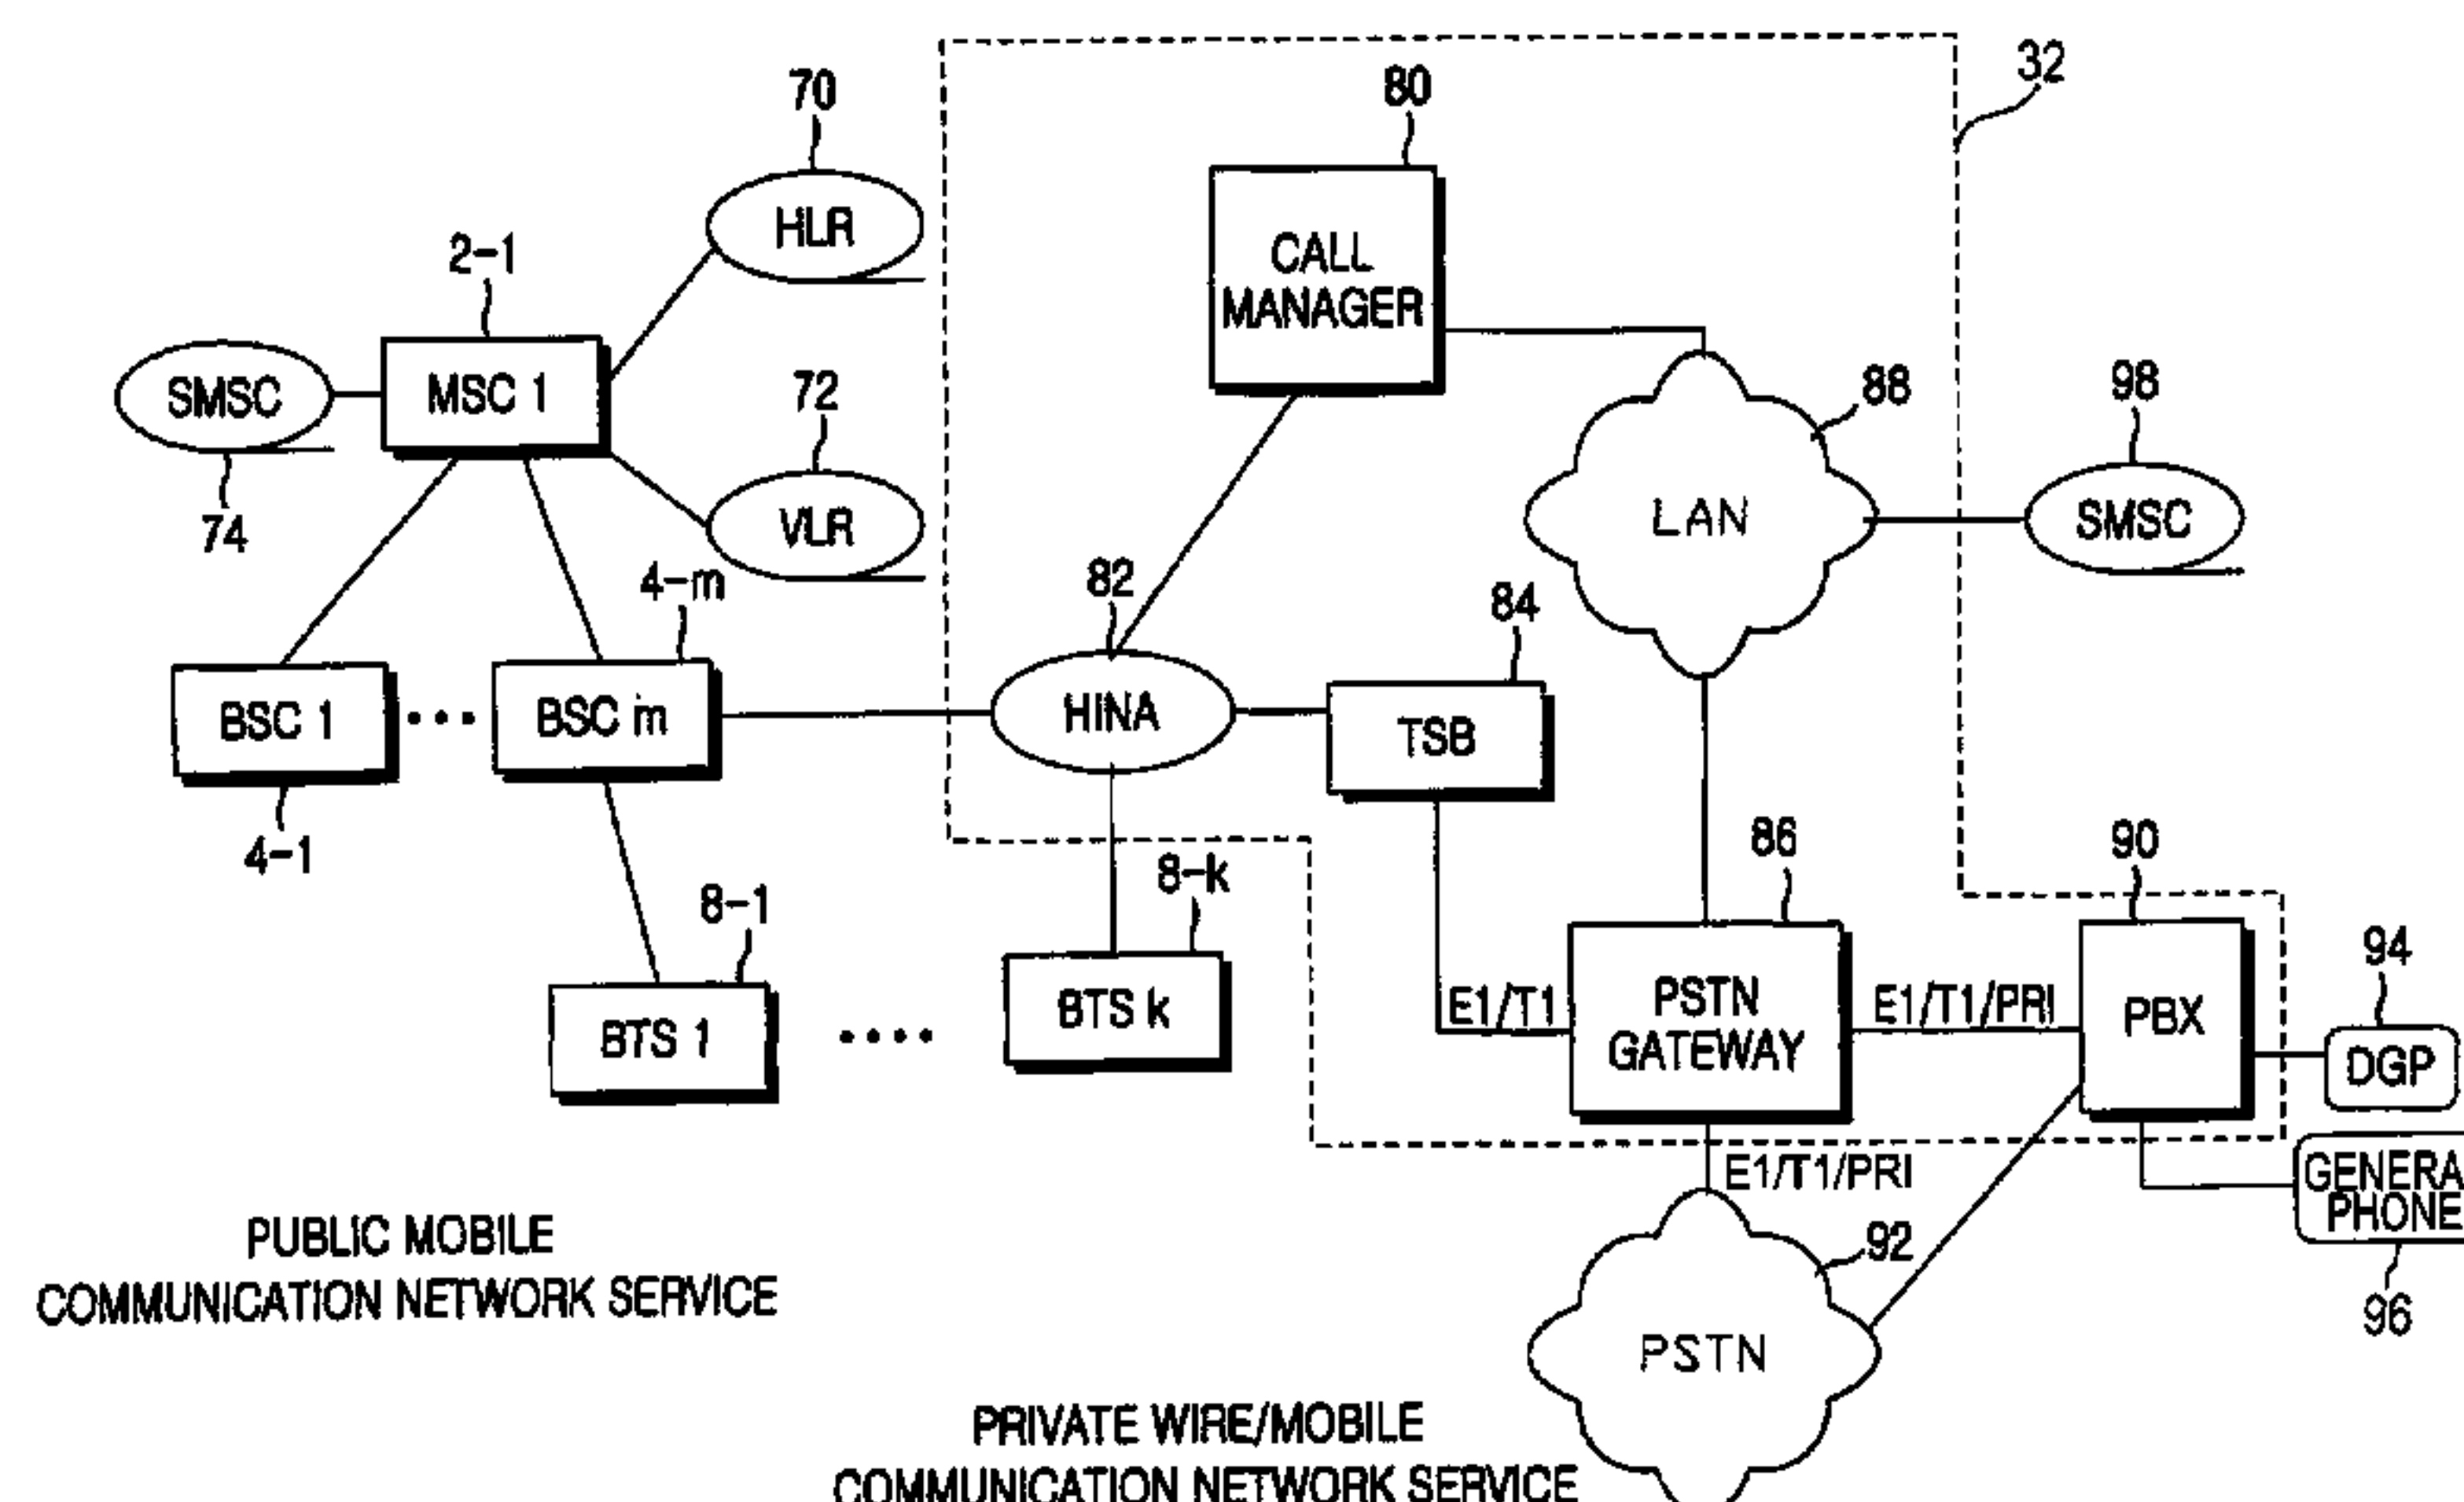 32
80
70
HLR
CALL
MANAGER
2-1
SMSC
MSC 1
72
88
98
74
VLR
LAN
SMSC
4-m
82
84
BSC 1
BSC m
HINA
TSB
4-1
8-1
8-k
86
90
94
BTS 1
BTS k
E1/T1
PSTN
GATEWAY
E1/T1/PRI
PBX
DGP
E1/T1/PRI
GENERA
PHONE
96
92
PSTN
PUBLIC MOBILE
COMMUNICATION NETWORK SERVICE
PRIVATE WIRE/MOBILE
COMMUNICATION NETWORK SERVICE